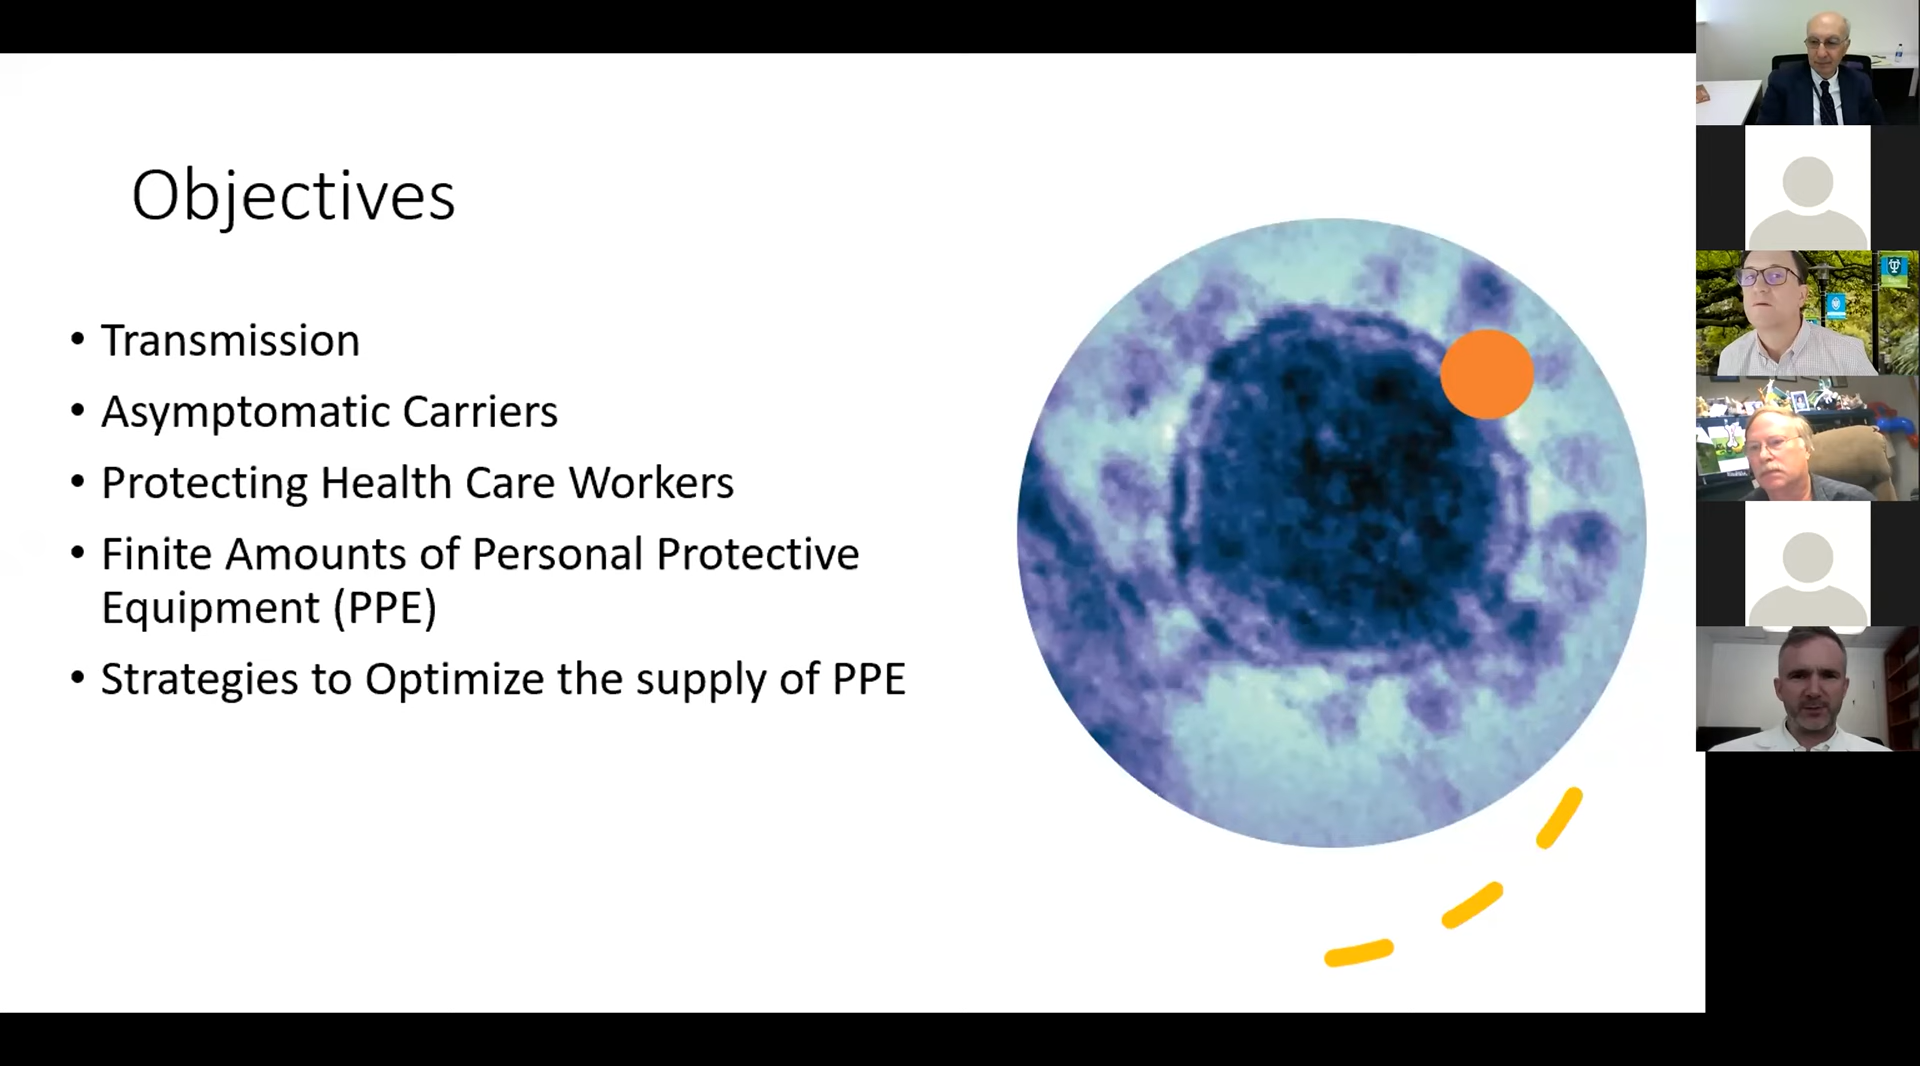 Objectives
• Transmission
• Asymptomatic Carriers
• Protecting Health Care Workers
• Finite Amounts of Personal Protective
Equipment (PPE)
• Strategies to Optimize the supply of PPE